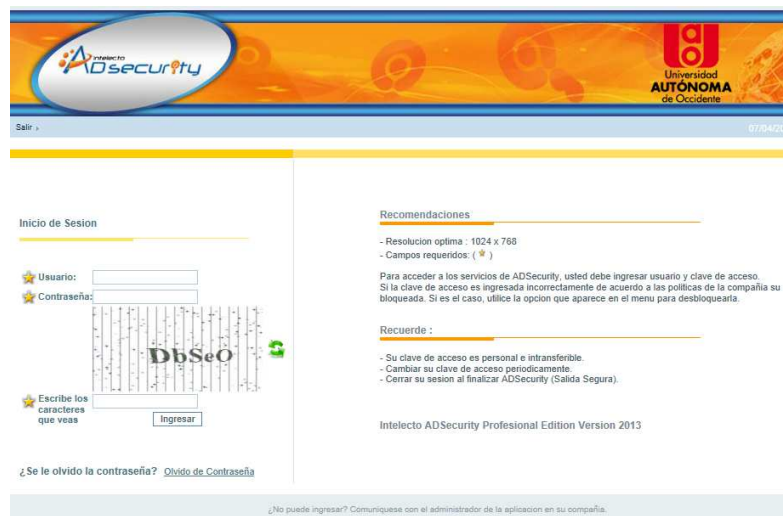 Intelecto
ADsecurity
Universidad
AUTÓNOMA
de Occidente
Salir
07/04/20
Inicio de Sesion
Usuario:
Contraseña:
DbSeO
Escribe los
caracteres
que veas
Ingresar
¿Se le olvido la contraseña? Olvido de Contraseña
Recomendaciones
- Resolucion optima : 1024 x 768
- Campos requeridos: ( )
Para acceder a los servicios de ADSecurity, usted debe ingresar usuario y clave de acceso.
Si la clave de acceso es ingresada incorrectamente de acuerdo a las politicas de la compañia su
bloqueada. Si es el caso, utilice la opcion que aparece en el menu para desbloquearla.
Recuerde :
- Su clave de acceso es personal e intransferible.
- Cambiar su clave de acceso periodicamente.
- Cerrar su sesion al finalizar ADSecurity (Salida Segura).
Intelecto ADSecurity Profesional Edition Version 2013
¿No puede ingresar? Comuniquese con el administrador de la aplicacion en su compañia.